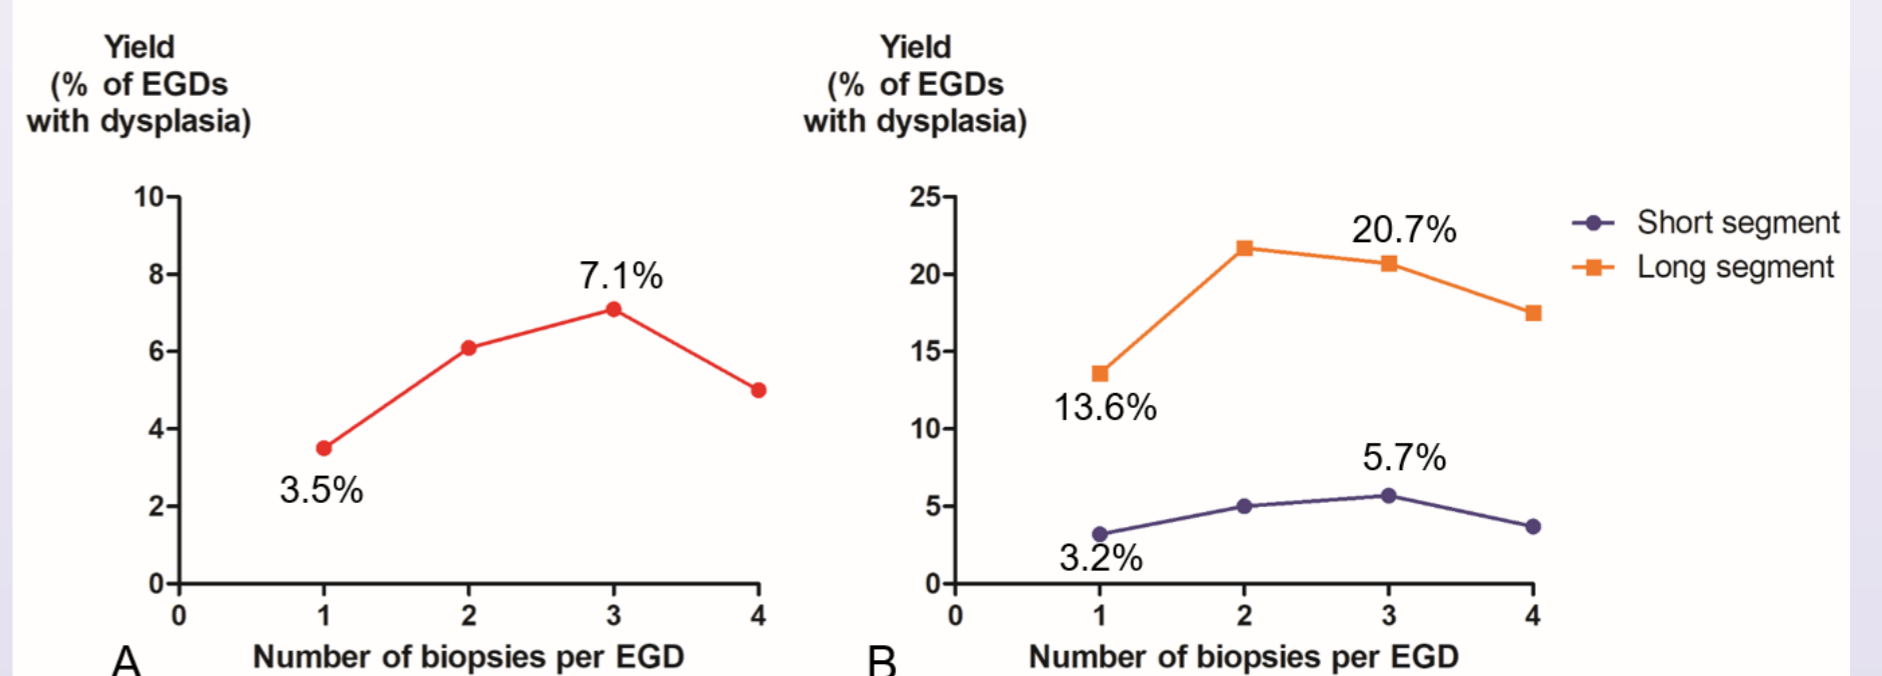 Yield
(% of EGDs
with dysplasia)
10
8
6
4
2
0
7.1%
3.5%
0 1 2 3 4
Number of biopsies per EGD
A
Yield
(% of EGDs
with dysplasia)
25
20
15
10
5
0
20.7%
13.6%
5.7%
3.2%
0 1 2 3 4
Number of biopsies per EGD
B
Short segment
Long segment